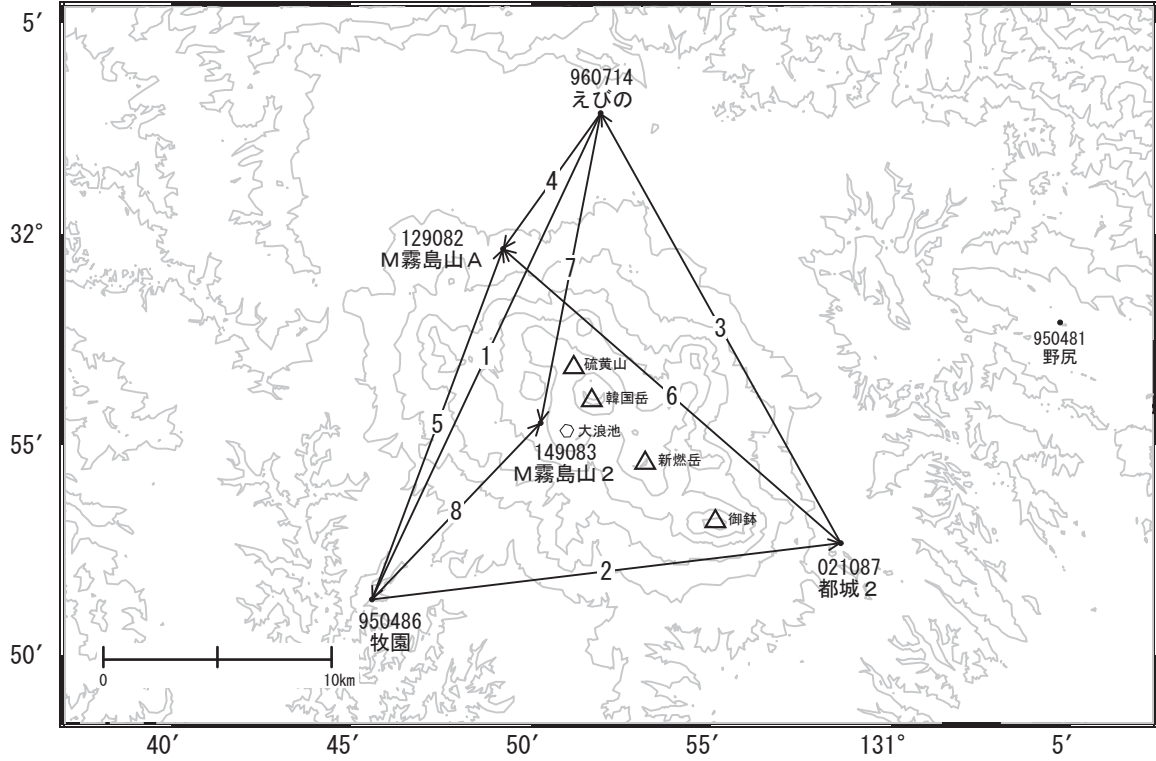 5′
960714
えびの
4
32°
129082
M霧島山A
7
3
950481
野尻
1
硫黄山
韓国岳
6
5
大浪池
55′
149083
M霧島山2
新燃岳
8
御鉢
021087
都城2
2
950486
牧園
50′
0
10km
40′
45′
50′
55′
131°
5′